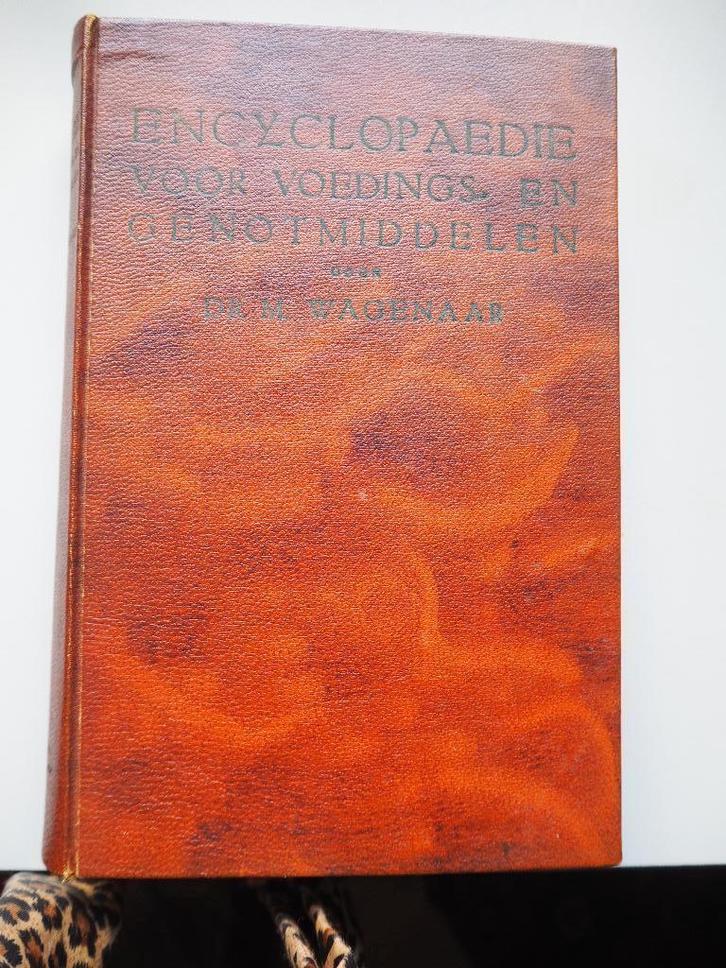 ENCYCLOPAEDIE
VOOR VOEDINGS- EN
GENOTMIDDELEN
DOOR
DR. M. WAGENAAR